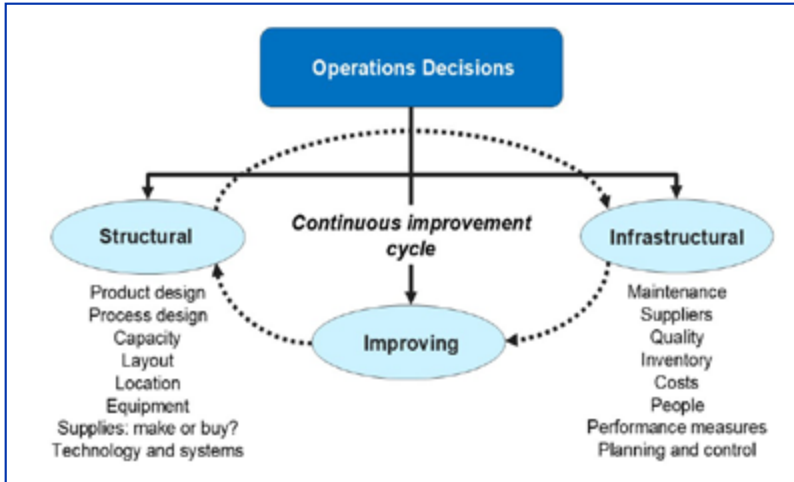 Operations Decisions
Structural
Continuous improvement
cycle
Infrastructural
Product design
Process design
Capacity
Layout
Location
Equipment
Supplies: make or buy?
Technology and systems
Improving
Maintenance
Suppliers
Quality
Inventory
Costs
People
Performance measures
Planning and control